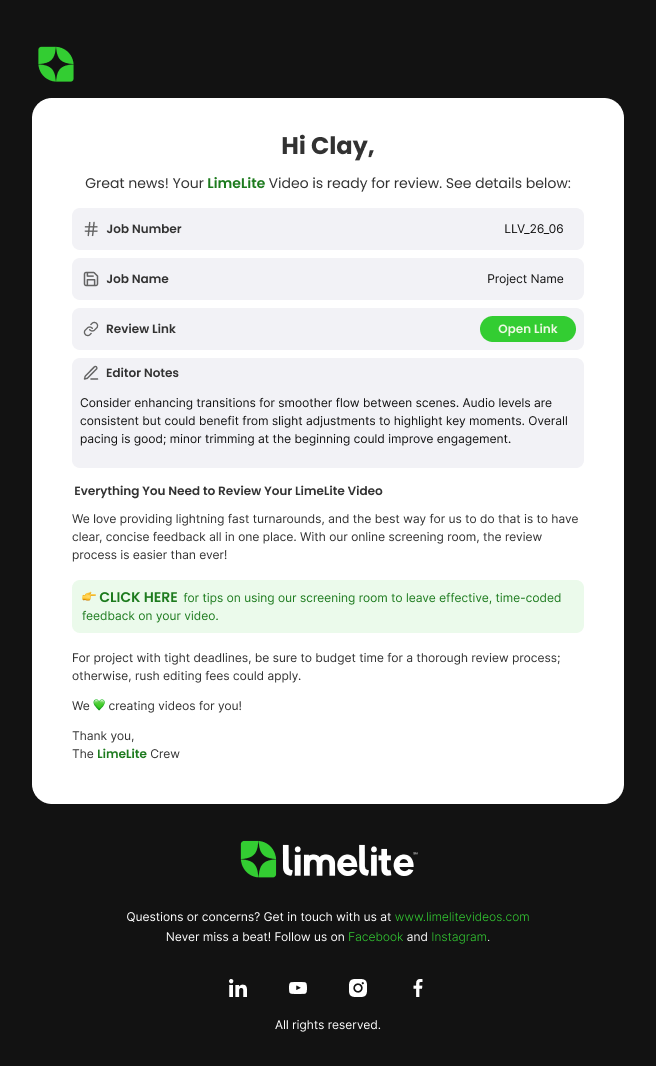 Hi Clay,
Great news! Your LimeLite Video is ready for review. See details below:
Job Number LLV_26_06
Job Name Project Name
Review Link Open Link
Editor Notes
Consider enhancing transitions for smoother flow between scenes. Audio levels are
consistent but could benefit from slight adjustments to highlight key moments. Overall
pacing is good; minor trimming at the beginning could improve engagement.
Everything You Need to Review Your LimeLite Video
We love providing lightning fast turnarounds, and the best way for us to do that is to have
clear, concise feedback all in one place. With our online screening room, the review
process is easier than ever!
👉 CLICK HERE for tips on using our screening room to leave effective, time-coded
feedback on your video.
For project with tight deadlines, be sure to budget time for a thorough review process;
otherwise, rush editing fees could apply.
We 💚 creating videos for you!
Thank you,
The LimeLite Crew
limelite™
Questions or concerns? Get in touch with us at www.limelitevideos.com
Never miss a beat! Follow us on Facebook and Instagram.
All rights reserved.